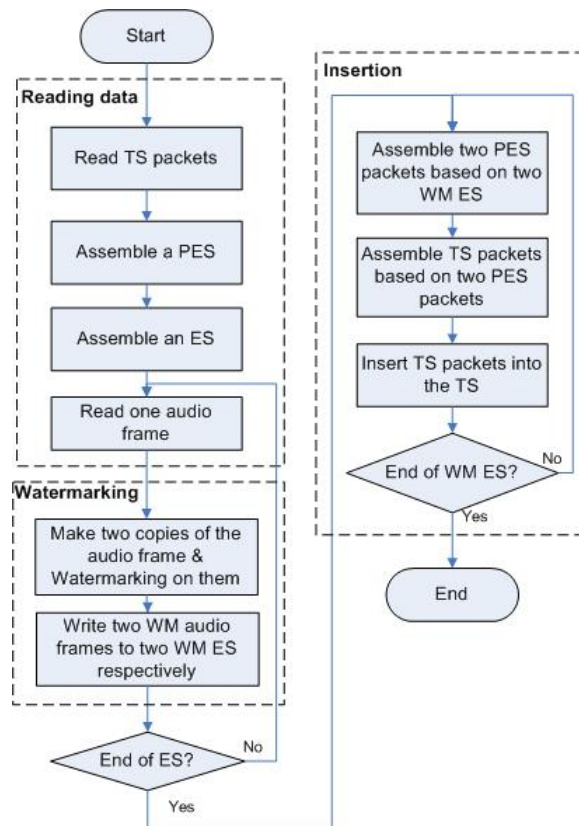 Start
Reading data
Read TS packets
Assemble a PES
Assemble an ES
Read one audio
frame
Watermarking
Make two copies of the
audio frame &
Watermarking on them
Write two WM audio
frames to two WM ES
respectively
End of ES?
No
Yes
Insertion
Assemble two PES
packets based on two
WM ES
Assemble TS packets
based on two PES
packets
Insert TS packets into
the TS
End of WM ES?
No
Yes
End